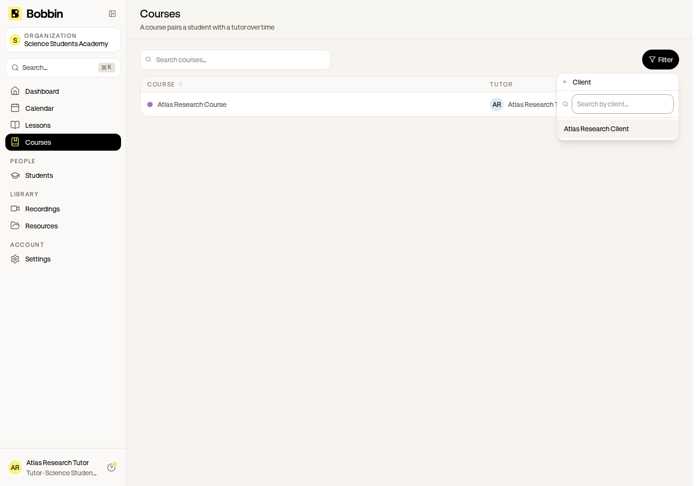 Bobbin
ORGANIZATION
S
Science Students Academy
Search...
⌘ K
Dashboard
Calendar
Lessons
Courses
PEOPLE
Students
LIBRARY
Recordings
Resources
ACCOUNT
Settings
AR
Atlas Research Tutor
Tutor · Science Studen...
Courses
A course pairs a student with a tutor over time
Search courses...
Filter
COURSE
TUTOR
Atlas Research Course
AR
Atlas Research T
Client
Search by client...
Atlas Research Client